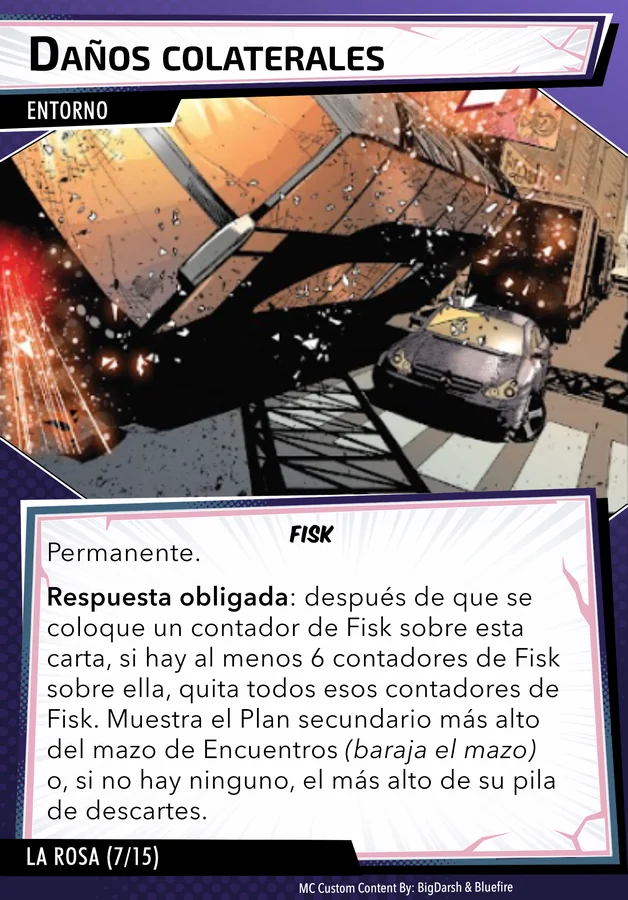 DAÑOS COLATERALES
ENTORNO
FISK
Permanente.
Respuesta obligada: después de que se
coloque un contador de Fisk sobre esta
carta, si hay al menos 6 contadores de Fisk
sobre ella, quita todos esos contadores de
Fisk. Muestra el Plan secundario más alto
del mazo de Encuentros (baraja el mazo)
o, si no hay ninguno, el más alto de su pila
de descartes.
LA ROSA (7/15)
MC Custom Content By: BigDarsh & Bluefire